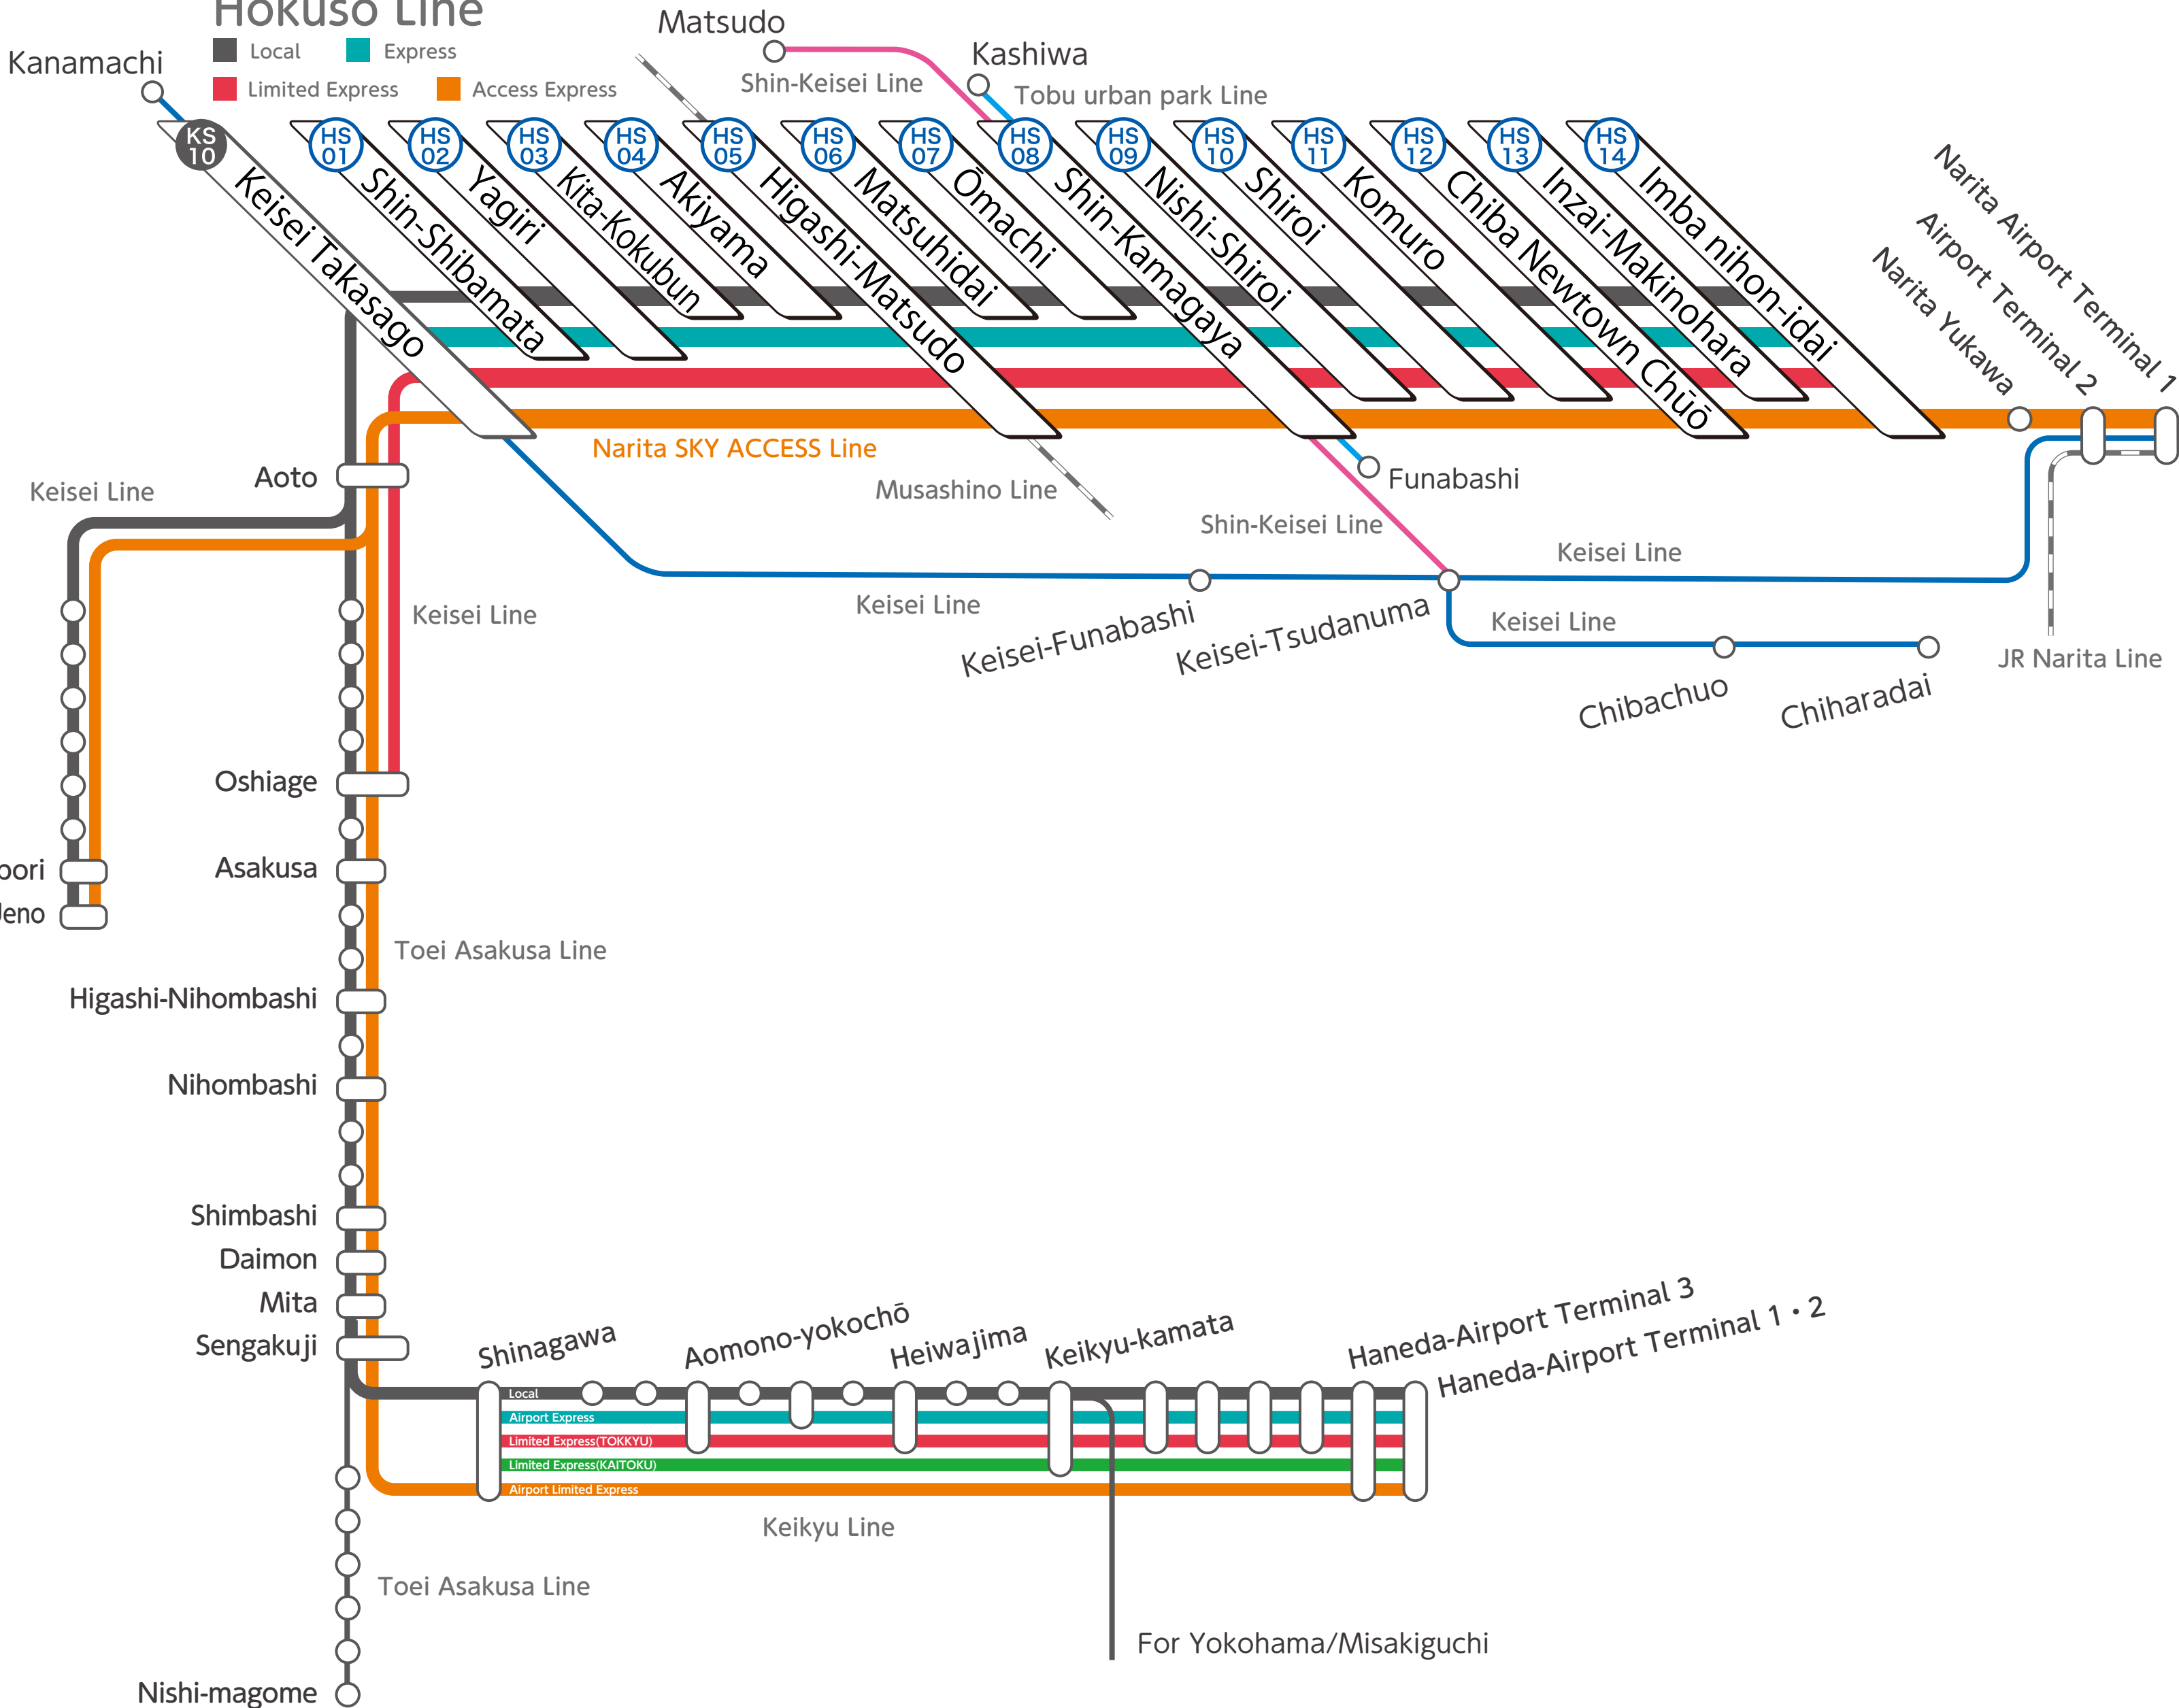 Hokuso Line
Local
Express
Limited Express
Access Express
Kanamachi
Matsudo
Shin-Keisei Line
Kashiwa
Tobu urban park Line
KS
10
Keisei Takasago
HS
01
Shin-Shibamata
HS
02
Yagiri
HS
03
Kita-Kokubun
HS
04
Akiyama
HS
05
Higashi-Matsudo
HS
06
Matsuhidai
HS
07
Ōmachi
HS
08
Shin-Kamagaya
HS
09
Nishi-Shiroi
HS
10
Shiroi
HS
11
Komuro
HS
12
Chiba Newtown Chūō
HS
13
Inzai-Makinohara
HS
14
Imba nihon-idai
Narita Yukawa
Airport Terminal 2
Narita Airport Terminal 1
Narita SKY ACCESS Line
Musashino Line
Funabashi
Shin-Keisei Line
Keisei Line
Keisei Line
Keisei Line
Keisei-Funabashi
Keisei-Tsudanuma
Keisei Line
Chibachuo
Chiharadai
JR Narita Line
Keisei Line
Aoto
Oshiage
Asakusa
Toei Asakusa Line
Higashi-Nihombashi
Nihombashi
Shimbashi
Daimon
Mita
Sengakuji
Shinagawa
Aomono-yokochō
Heiwajima
Keikyu-kamata
Haneda-Airport Terminal 3
Haneda-Airport Terminal 1・2
Local
Airport Express
Limited Express(TOKKYU)
Limited Express(KAITOKU)
Airport Limited Express
Keikyu Line
Toei Asakusa Line
For Yokohama/Misakiguchi
Nishi-magome